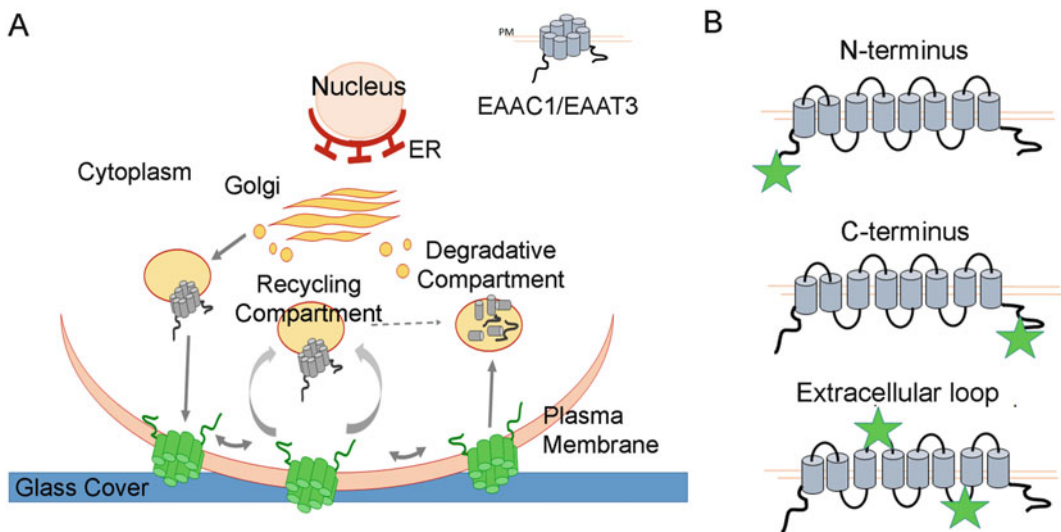 A
Nucleus
ER
Cytoplasm
Golgi
Recycling
Compartment
Degradative
Compartment
Plasma
Membrane
Glass Cover
PM
EAAC1/EAAT3
B
N-terminus
C-terminus
Extracellular loop